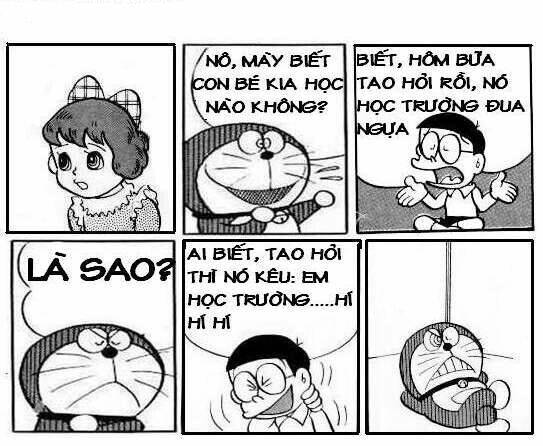 NÔ, MÀY BIẾT
CON BÉ KIA HỌC
NÀO KHÔNG?
BIẾT, HÔM BỮA
TAO HỎI RỒI, NÓ
HỌC TRƯỜNG ĐUA
NGỰA
LÀ SAO?
AI BIẾT, TAO HỎI
THÌ NÓ KÊU: EM
HỌC TRƯỜNG.....HÍ
HÍ HÍ